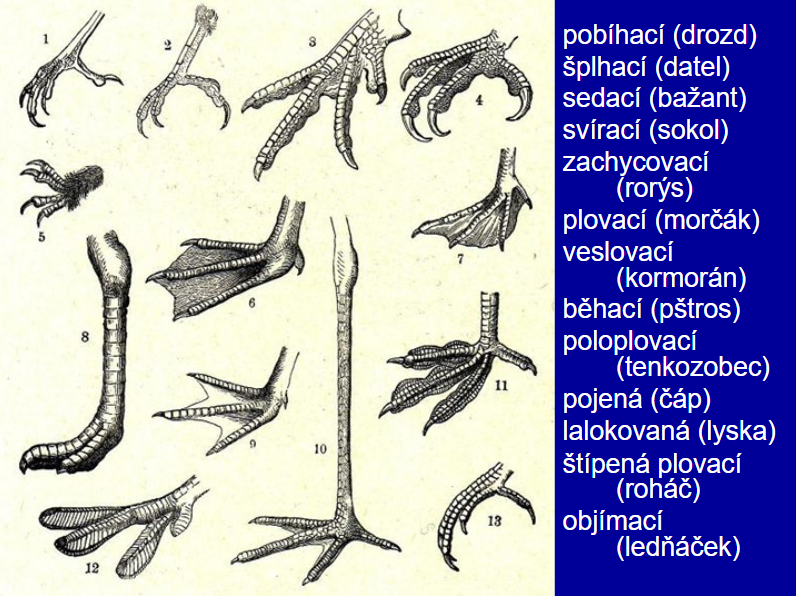 1
2
3
4
5
6
7
8
9
10
11
12
13
pobíhací (drozd)
šplhací (datel)
sedací (bažant)
svírací (sokol)
zachycovací
(rorýs)
plovací (morčák)
veslovací
(kormorán)
běhací (pštros)
poloplovací
(tenkozobec)
pojená (čáp)
lalokovaná (lyska)
štípená plovací
(roháč)
objímací
(ledňáček)